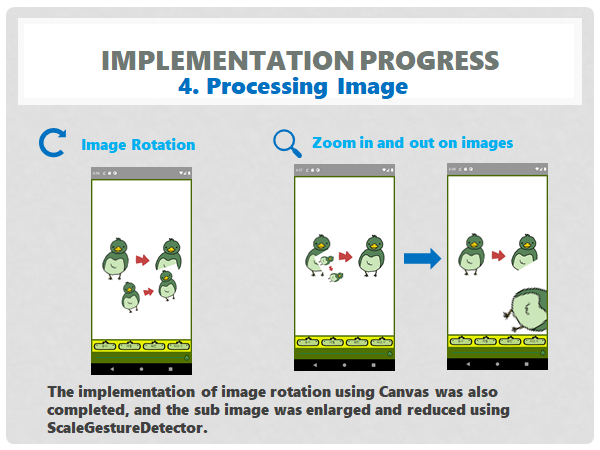 IMPLEMENTATION PROGRESS
4. Processing Image
Image Rotation
Zoom in and out on images
The implementation of image rotation using Canvas was also
completed, and the sub image was enlarged and reduced using
ScaleGestureDetector.